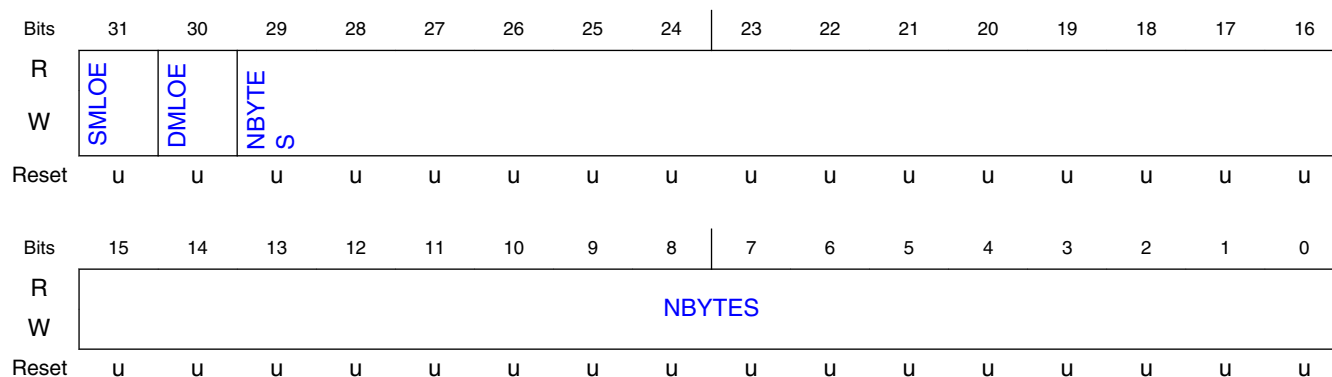 Bits 31 30 29 28 27 26 25 24 23 22 21 20 19 18 17 16
R
W
SMLOE
DMLOE
NBYTE
S
Reset u u u u u u u u u u u u u u u u
Bits 15 14 13 12 11 10 9 8 7 6 5 4 3 2 1 0
R
NBYTES
W
Reset u u u u u u u u u u u u u u u u